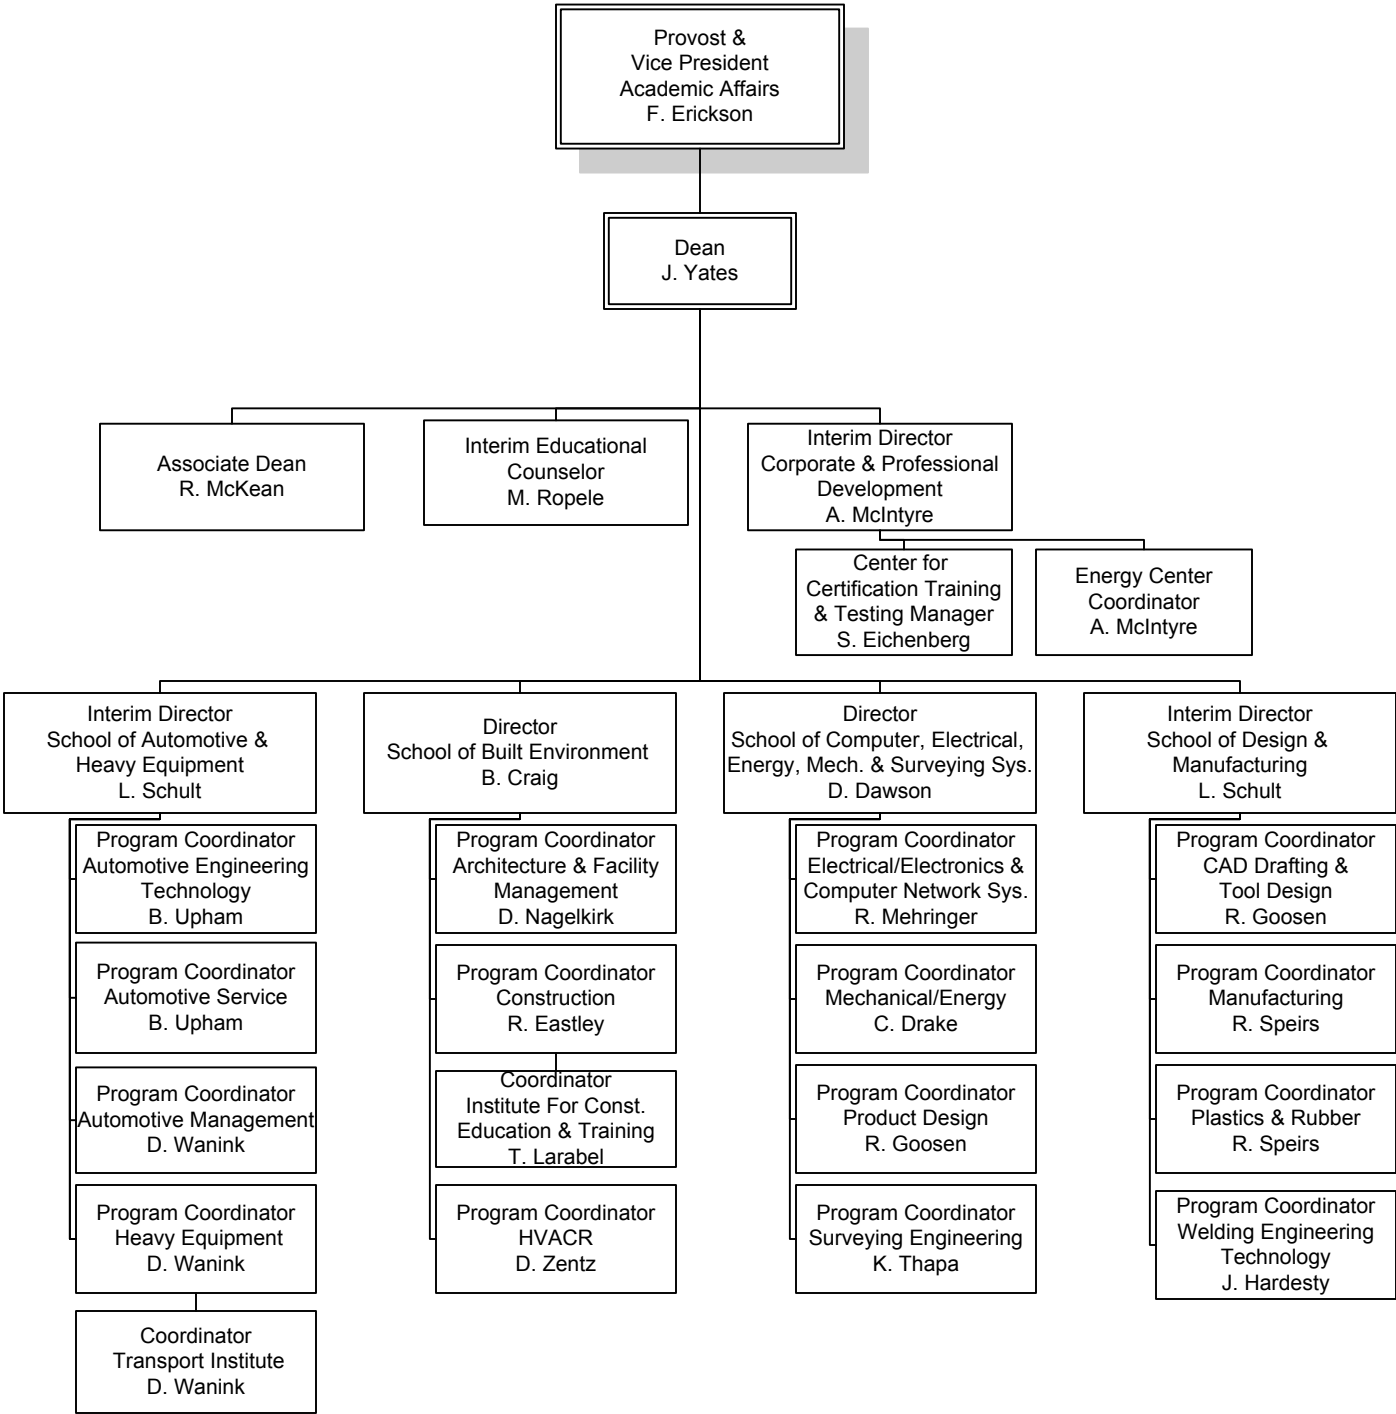 Provost &
Vice President
Academic Affairs
F. Erickson
Dean
J. Yates
Associate Dean
R. McKean
Interim Educational
Counselor
M. Ropele
Interim Director
Corporate & Professional
Development
A. McIntyre
Center for
Certification Training
& Testing Manager
S. Eichenberg
Energy Center
Coordinator
A. McIntyre
Interim Director
School of Automotive &
Heavy Equipment
L. Schult
Program Coordinator
Automotive Engineering
Technology
B. Upham
Program Coordinator
Automotive Service
B. Upham
Program Coordinator
Automotive Management
D. Wanink
Program Coordinator
Heavy Equipment
D. Wanink
Coordinator
Transport Institute
D. Wanink
Director
School of Built Environment
B. Craig
Program Coordinator
Architecture & Facility
Management
D. Nagelkirk
Program Coordinator
Construction
R. Eastley
Coordinator
Institute For Const.
Education & Training
T. Larabel
Program Coordinator
HVACR
D. Zentz
Director
School of Computer, Electrical,
Energy, Mech. & Surveying Sys.
D. Dawson
Program Coordinator
Electrical/Electronics &
Computer Network Sys.
R. Mehringer
Program Coordinator
Mechanical/Energy
C. Drake
Program Coordinator
Product Design
R. Goosen
Program Coordinator
Surveying Engineering
K. Thapa
Interim Director
School of Design &
Manufacturing
L. Schult
Program Coordinator
CAD Drafting &
Tool Design
R. Goosen
Program Coordinator
Manufacturing
R. Speirs
Program Coordinator
Plastics & Rubber
R. Speirs
Program Coordinator
Welding Engineering
Technology
J. Hardesty